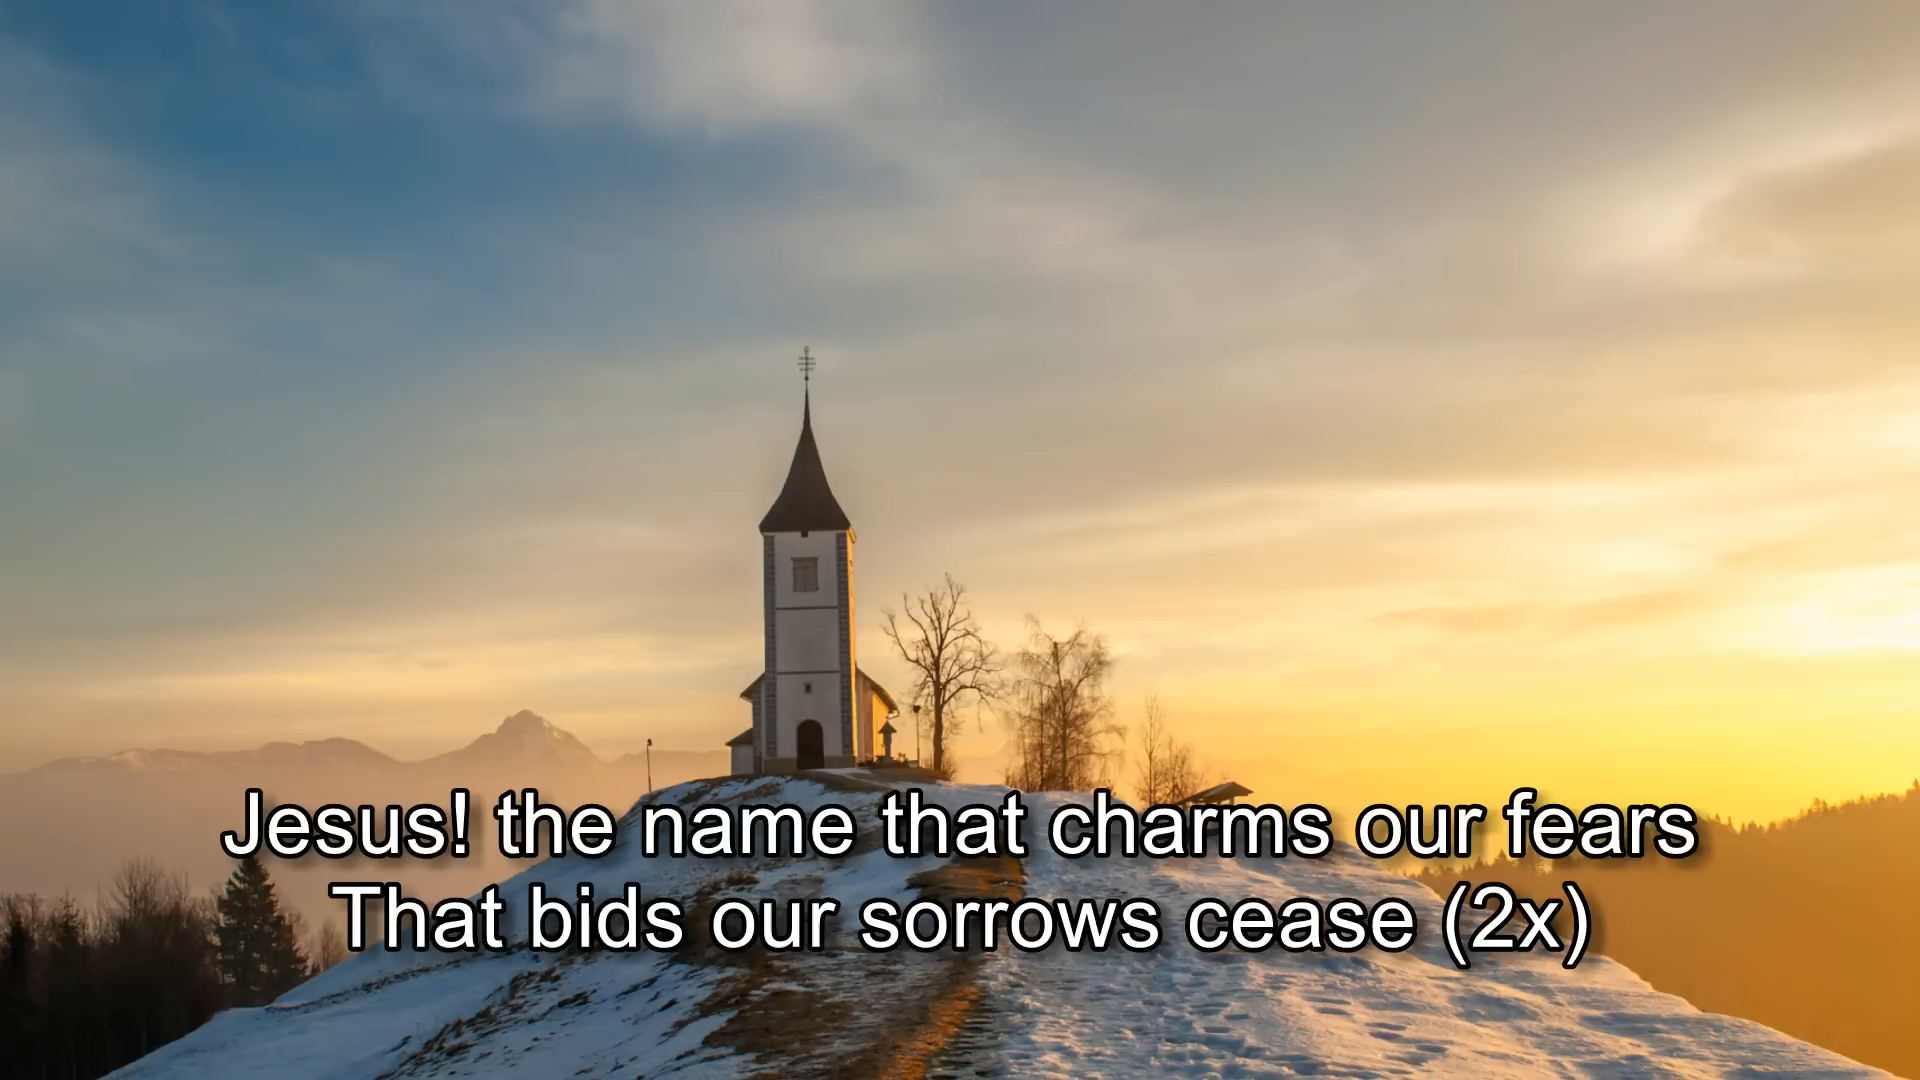 Jesus! the name that charms our fears
That bids our sorrows cease (2x)